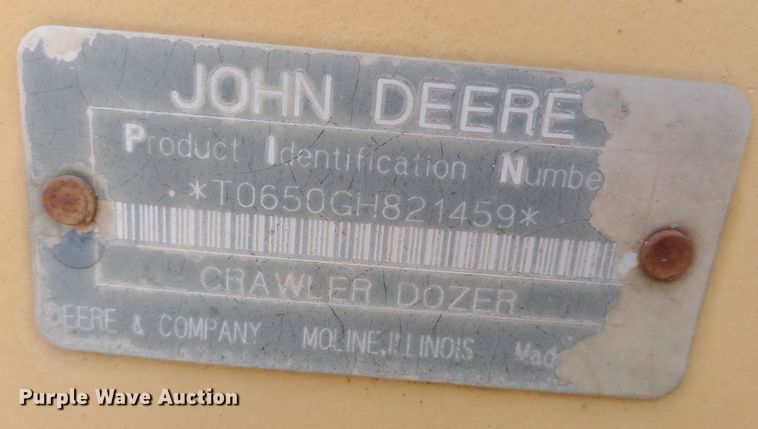 JOHN DEERE
Product Identification Numbe
*T0650GH821459*
CRAWLER DOZER
DEERE & COMPANY MOLINE, ILLINOIS Mad
Purple Wave Auction